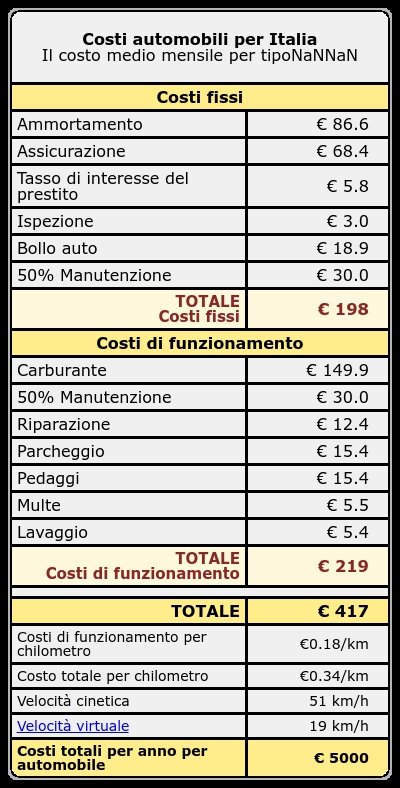 Costi automobili per Italia
Il costo medio mensile per tipoNaNNaN
Costi fissi
Ammortamento € 86.6
Assicurazione € 68.4
Tasso di interesse del
prestito € 5.8
Ispezione € 3.0
Bollo auto € 18.9
50% Manutenzione € 30.0
TOTALE
Costi fissi € 198
Costi di funzionamento
Carburante € 149.9
50% Manutenzione € 30.0
Riparazione € 12.4
Parcheggio € 15.4
Pedaggi € 15.4
Multe € 5.5
Lavaggio € 5.4
TOTALE
Costi di funzionamento € 219
TOTALE € 417
Costi di funzionamento per
chilometro €0.18/km
Costo totale per chilometro €0.34/km
Velocità cinetica 51 km/h
Velocità virtuale 19 km/h
Costi totali per anno per
automobile € 5000